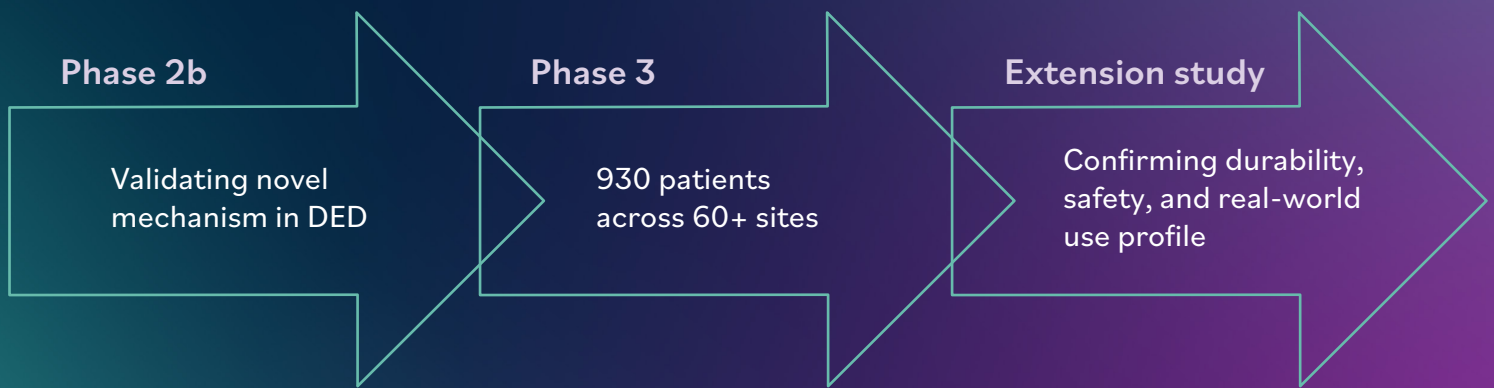 Phase 2b
Validating novel
mechanism in DED
Phase 3
930 patients
across 60+ sites
Extension study
Confirming durability,
safety, and real-world
use profile